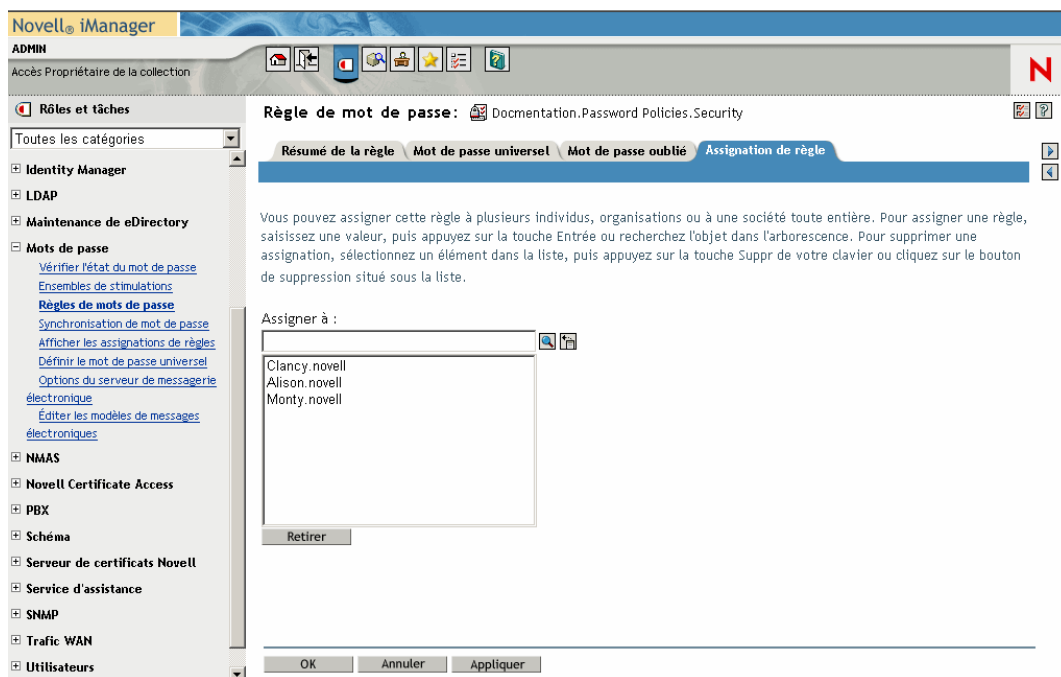 Novell® iManager
ADMIN
Accès Propriétaire de la collection
N
Rôles et tâches
Toutes les catégories
Identity Manager
LDAP
Maintenance de eDirectory
Mots de passe
Vérifier l'état du mot de passe
Ensembles de stimulations
Règles de mots de passe
Synchronisation de mot de passe
Afficher les assignations de règles
Définir le mot de passe universel
Options du serveur de messagerie
électronique
Éditer les modèles de messages
électroniques
NMAS
Novell Certificate Access
PBX
Schéma
Serveur de certificats Novell
Service d'assistance
SNMP
Trafic WAN
Utilisateurs
Règle de mot de passe: Docmentation.Password Policies.Security
Résumé de la règle Mot de passe universel Mot de passe oublié Assignation de règle
Vous pouvez assigner cette règle à plusieurs individus, organisations ou à une société toute entière. Pour assigner une règle,
saisissez une valeur, puis appuyez sur la touche Entrée ou recherchez l'objet dans l'arborescence. Pour supprimer une
assignation, sélectionnez un élément dans la liste, puis appuyez sur la touche Suppr de votre clavier ou cliquez sur le bouton
de suppression situé sous la liste.
Assigner à :
Clancy.novell
Alison.novell
Monty.novell
Retirer
OK Annuler Appliquer